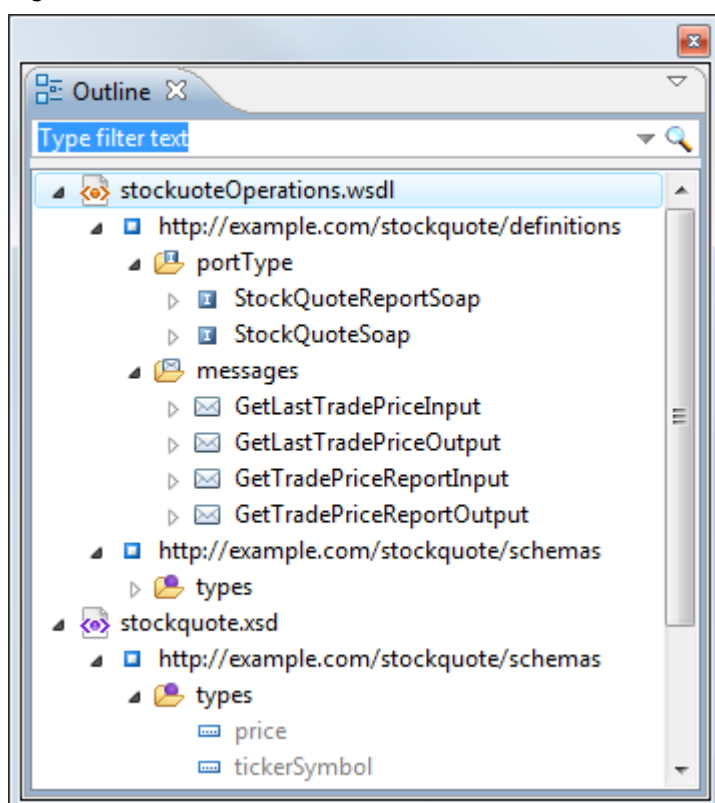 Outline
Type filter text
stockuoteOperations.wsdl
http://example.com/stockquote/definitions
portType
StockQuoteReportSoap
StockQuoteSoap
messages
GetLastTradePriceInput
GetLastTradePriceOutput
GetTradePriceReportInput
GetTradePriceReportOutput
http://example.com/stockquote/schemas
types
stockquote.xsd
http://example.com/stockquote/schemas
types
price
tickerSymbol